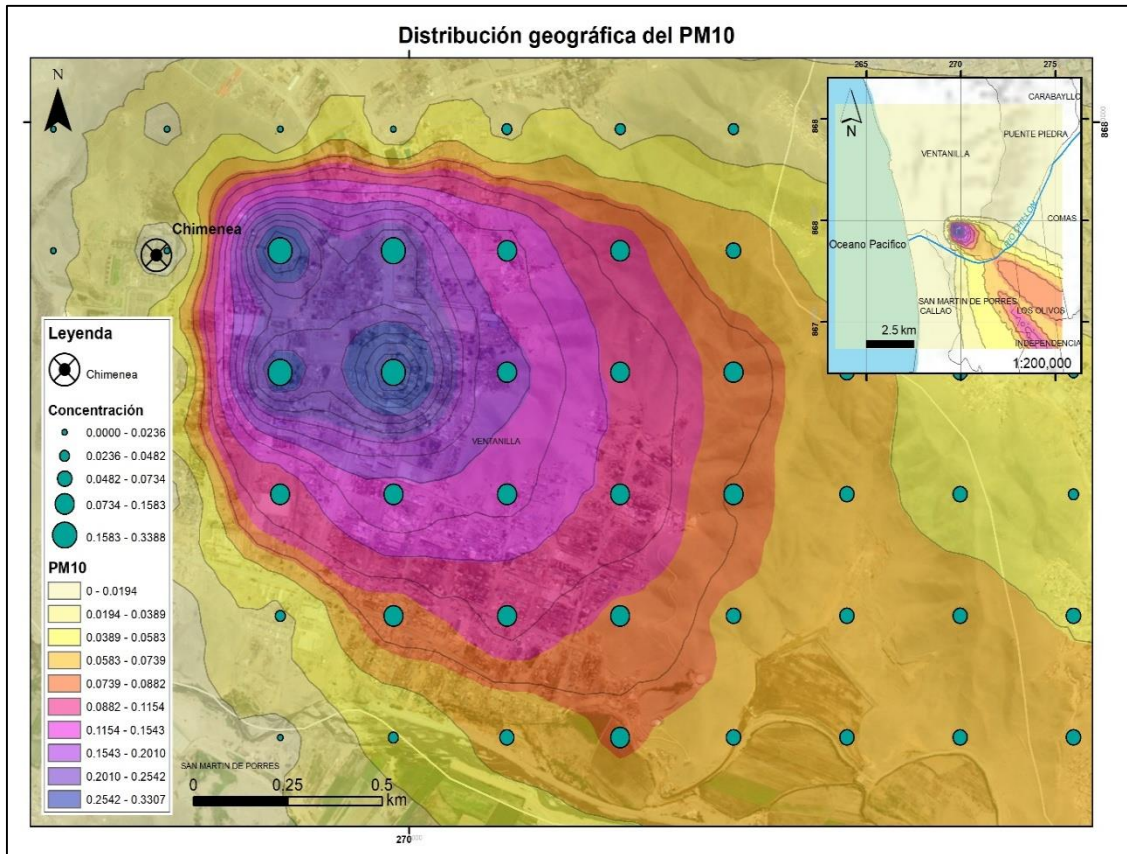 Distribución geográfica del PM10
N
Chimenea
VENTANILLA
SAN MARTIN DE PORRES
0 0.25 0.5
km
270
868
Leyenda
Chimenea
Concentración
0.0000 - 0.0236
0.0236 - 0.0482
0.0482 - 0.0734
0.0734 - 0.1583
0.1583 - 0.3388
PM10
0 - 0.0194
0.0194 - 0.0389
0.0389 - 0.0583
0.0583 - 0.0739
0.0739 - 0.0882
0.0882 - 0.1154
0.1154 - 0.1543
0.1543 - 0.2010
0.2010 - 0.2542
0.2542 - 0.3307
265 270 275
N
868
868
867
CARABAYLLO
PUENTE PIEDRA
VENTANILLA
COMAS
Oceano Pacifico
SAN MARTIN DE PORRES
CALLAO
LOS OLIVOS
INDEPENDENCIA
2.5 km
1:200,000